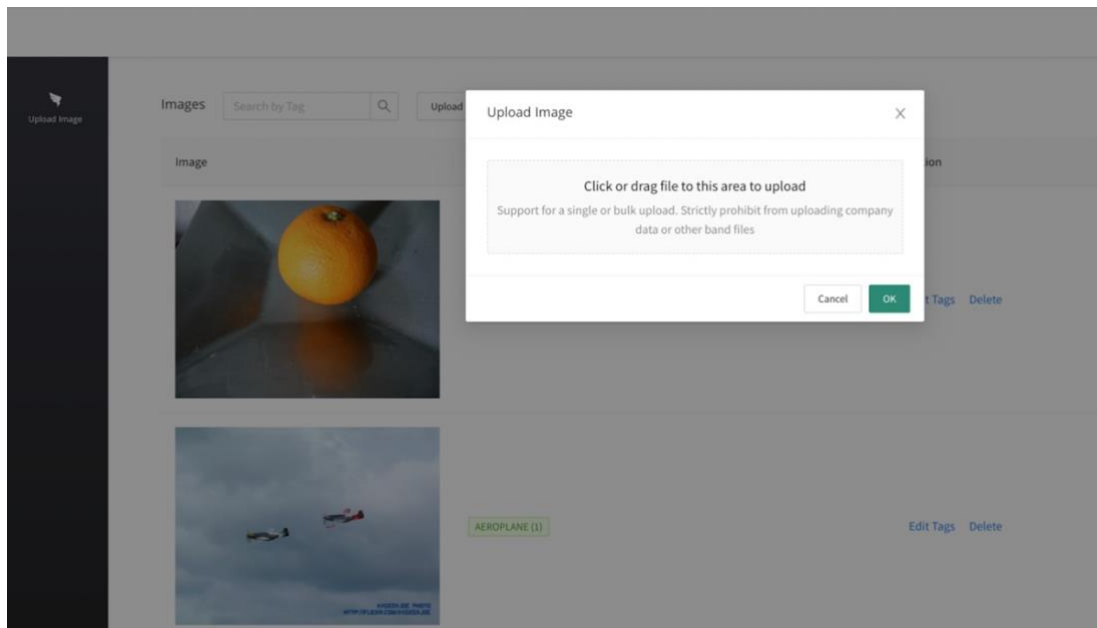 Upload Image
Images
Search by Tag
Upload
Upload Image
Image
ion
Click or drag file to this area to upload
Support for a single or bulk upload. Strictly prohibit from uploading company
data or other band files
Cancel
OK
t Tags
Delete
AEROPLANE (1)
Edit Tags
Delete